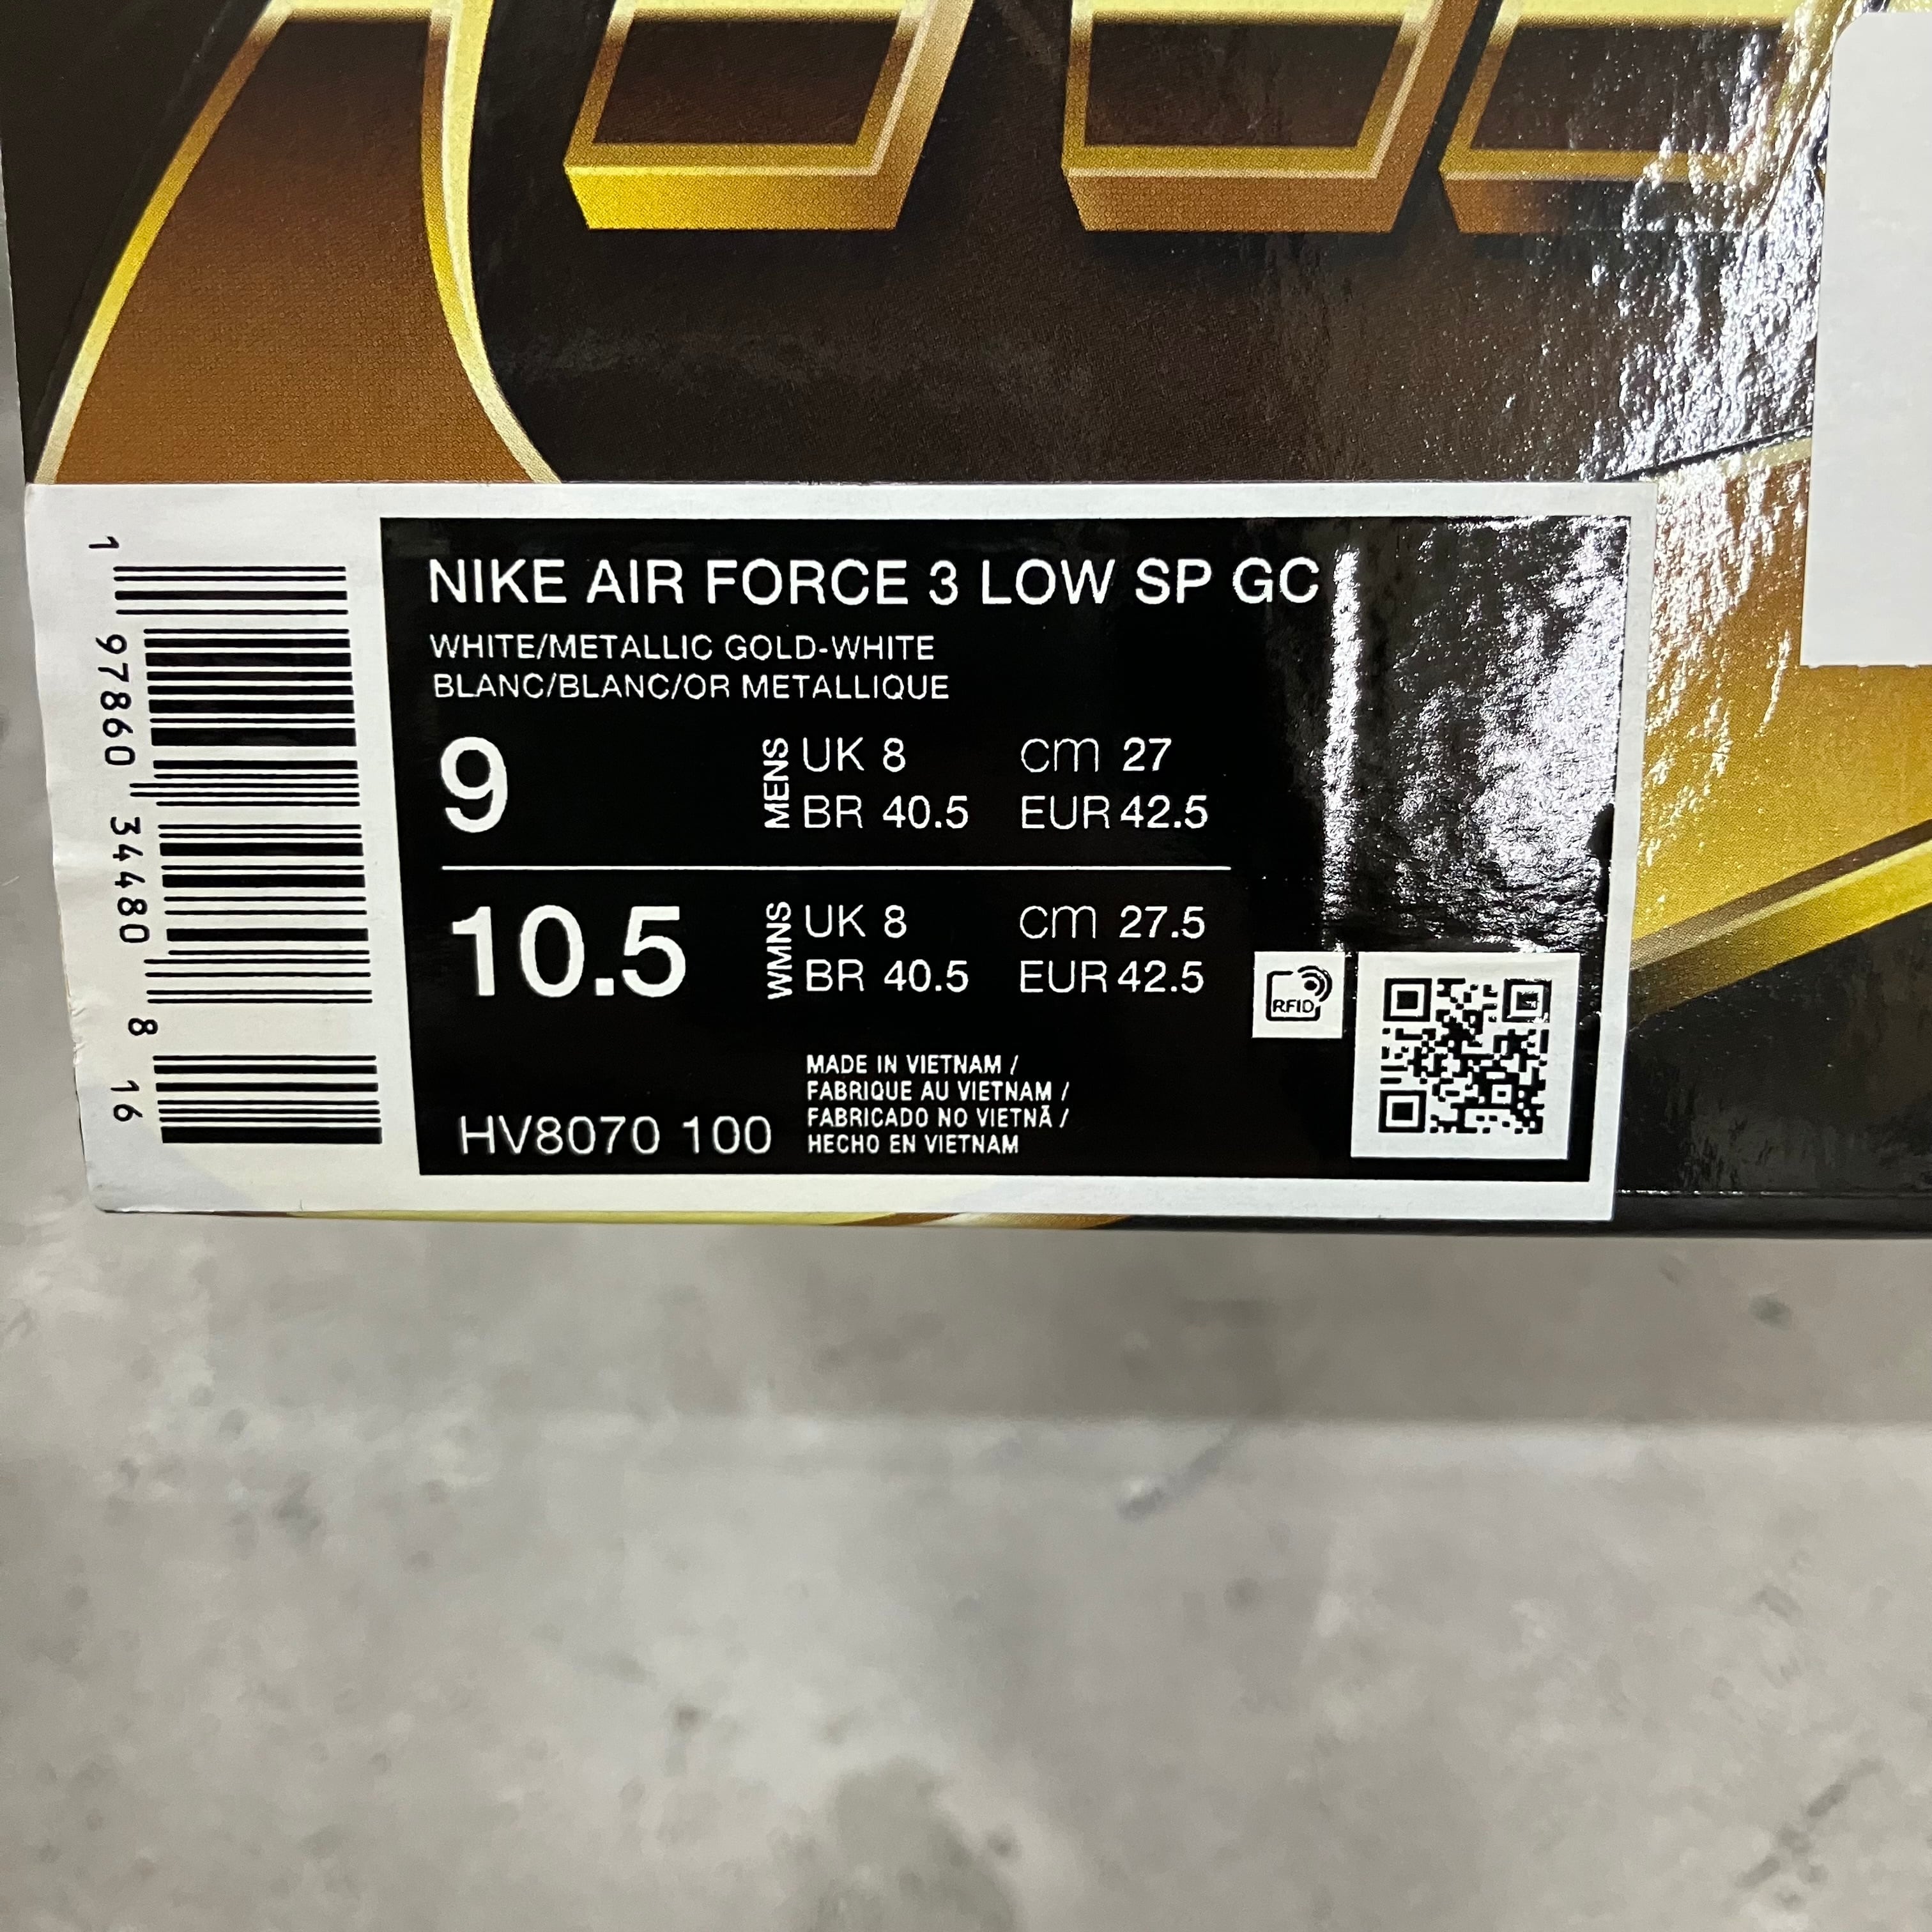 NIKE AIR FORCE 3 LOW SP GC
WHITE/METALLIC GOLD-WHITE
BLANC/BLANC/OR METALLIQUE
9 MENS UK 8 cm 27
BR 40.5 EUR 42.5
10.5 WMNS UK 8 cm 27.5
BR 40.5 EUR 42.5
RFID
MADE IN VIETNAM /
FABRIQUE AU VIETNAM /
FABRICADO NO VIETNÃ /
HECHO EN VIETNAM
HV8070 100
1 97860 34480 8 16